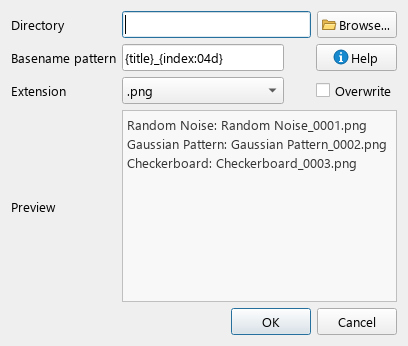 Directory
Browse...
Basename pattern {title}_{index:04d}
Help
Extension .png
Overwrite
Random Noise: Random Noise_0001.png
Gaussian Pattern: Gaussian Pattern_0002.png
Checkerboard: Checkerboard_0003.png
Preview
OK
Cancel